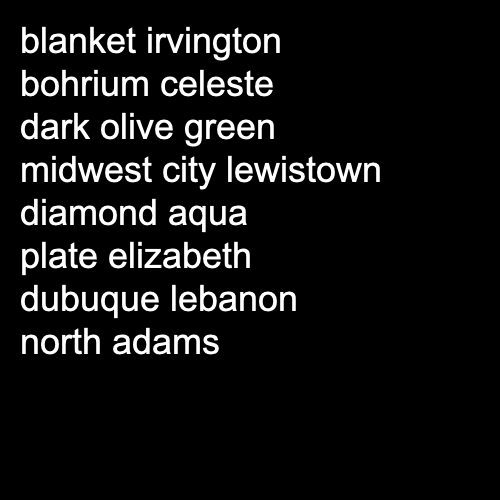 blanket irvington
bohrium celeste
dark olive green
midwest city lewistown
diamond aqua
plate elizabeth
dubuque lebanon
north adams